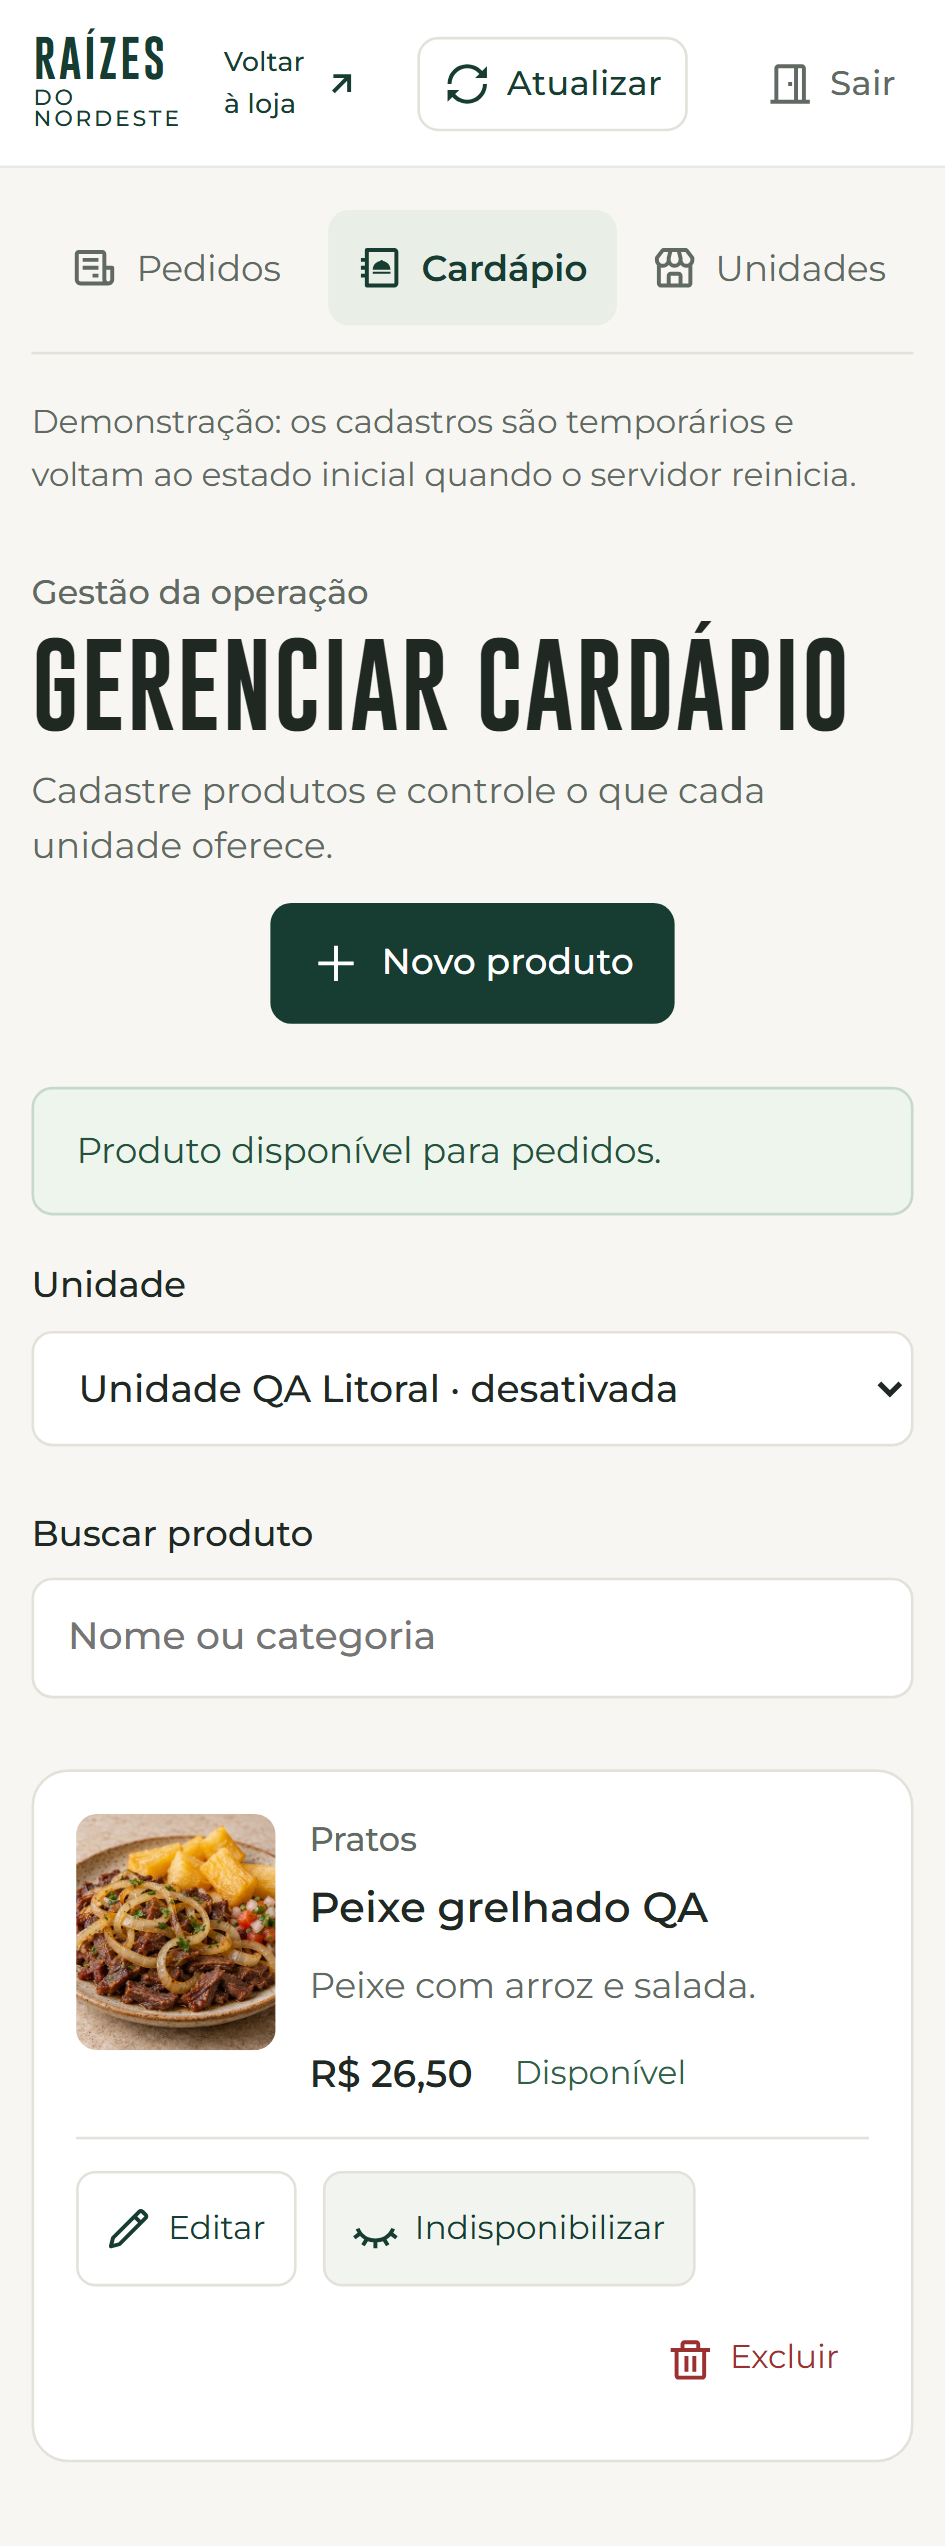 RAÍZES
DO
NORDESTE
Voltar
à loja
Atualizar
Sair
Pedidos
Cardápio
Unidades
Demonstração: os cadastros são temporários e
voltam ao estado inicial quando o servidor reinicia.
Gestão da operação
GERENCIAR CARDÁPIO
Cadastre produtos e controle o que cada
unidade oferece.
Novo produto
Produto disponível para pedidos.
Unidade
Unidade QA Litoral · desativada
Buscar produto
Nome ou categoria
Pratos
Peixe grelhado QA
Peixe com arroz e salada.
R$ 26,50 Disponível
Editar
Indisponibilizar
Excluir